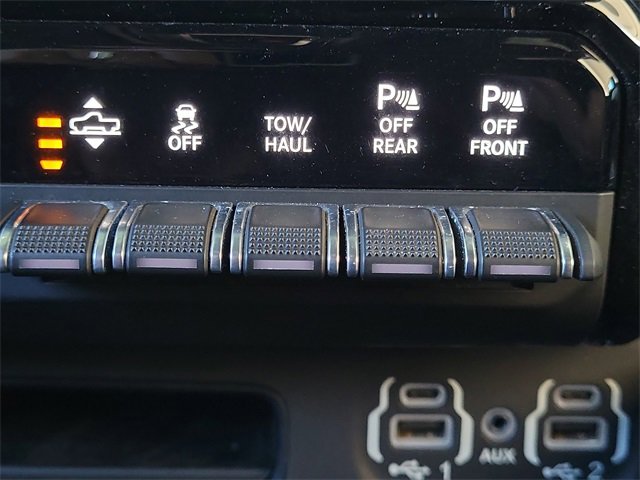 OFF
TOW/
HAUL
P
OFF
REAR
P
OFF
FRONT
1
AUX
2